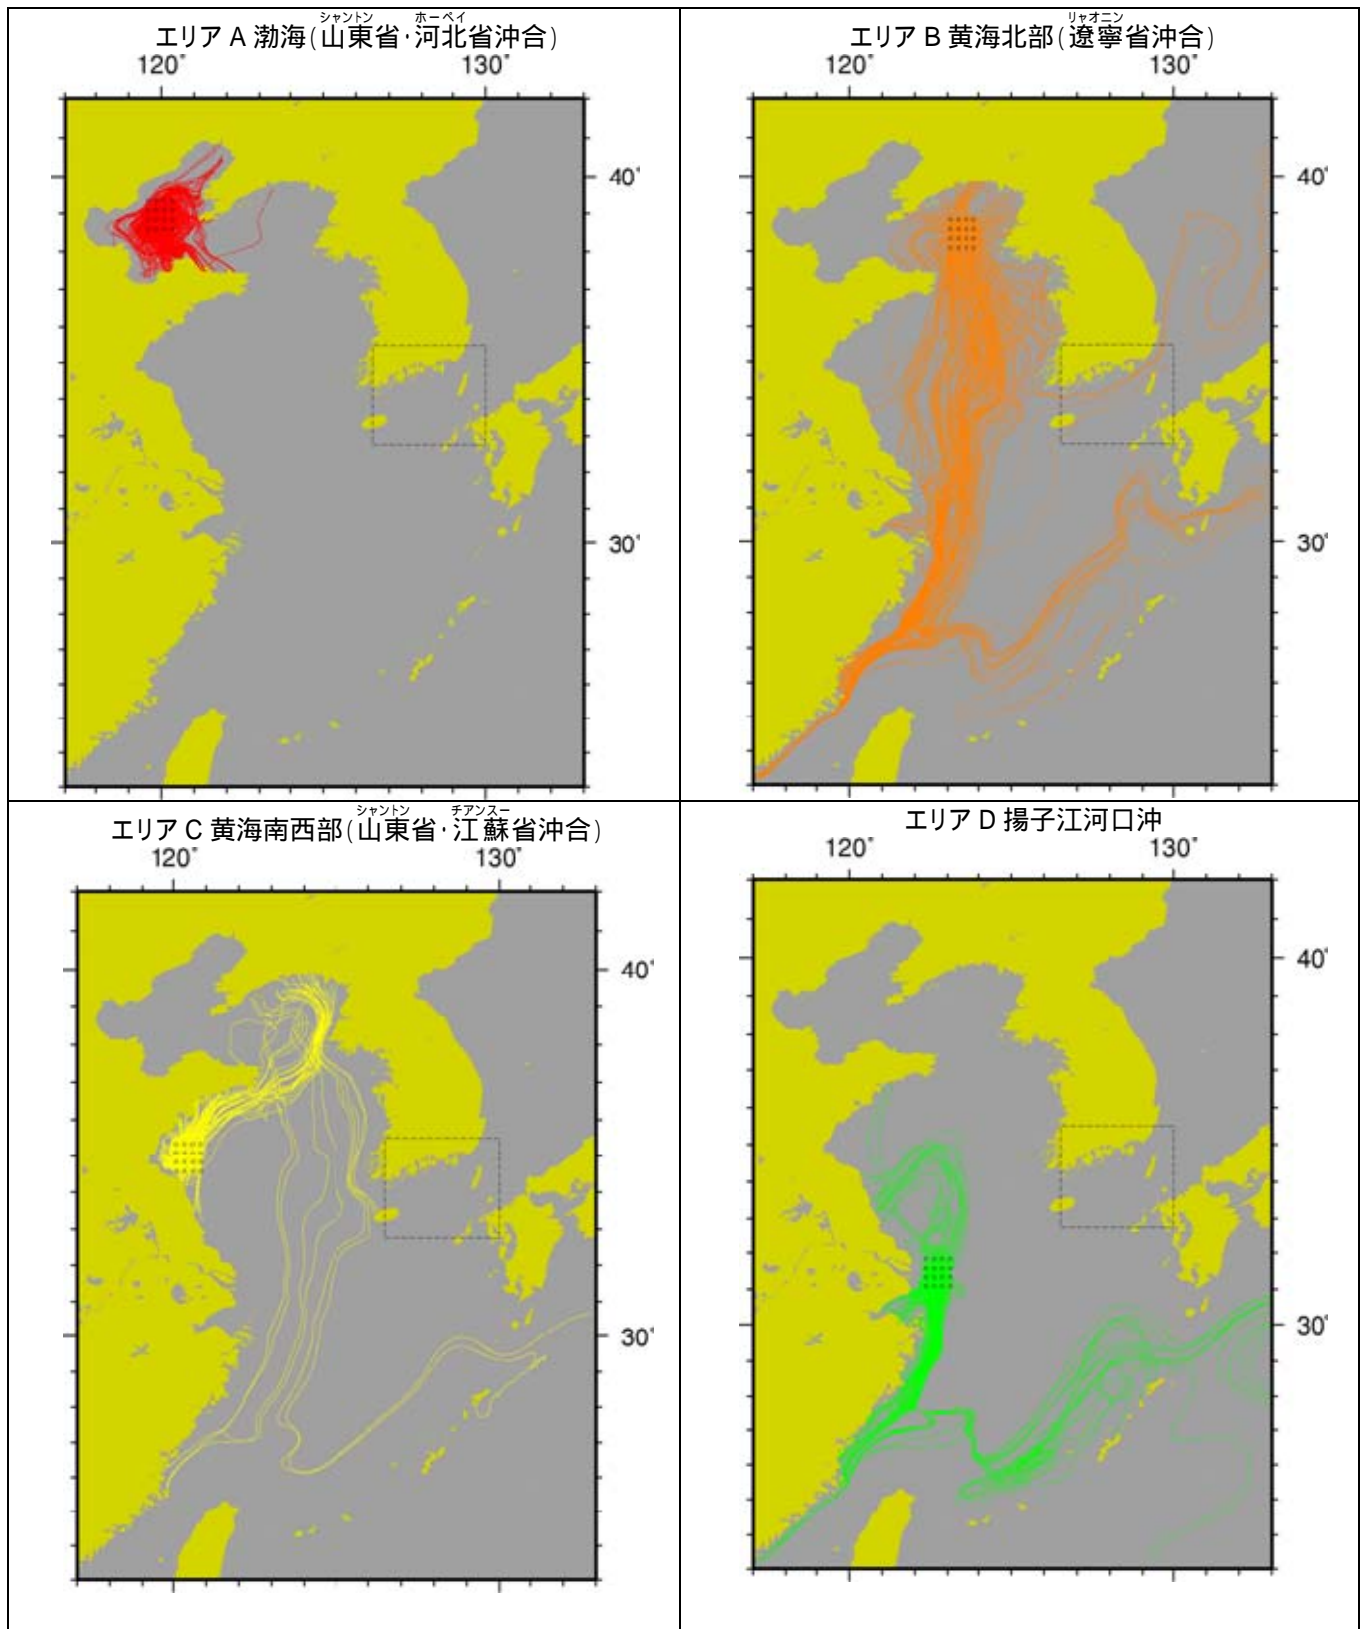 シャントン ホーペイ
エリア A 渤海(山東省・河北省沖合)
120° 130°
40°
30°
リャオニン
エリア B 黄海北部(遼寧省沖合)
120° 130°
40°
30°
シャントン チアンスー
エリア C 黄海南西部(山東省・江蘇省沖合)
120° 130°
40°
30°
エリア D 揚子江河口沖
120° 130°
40°
30°